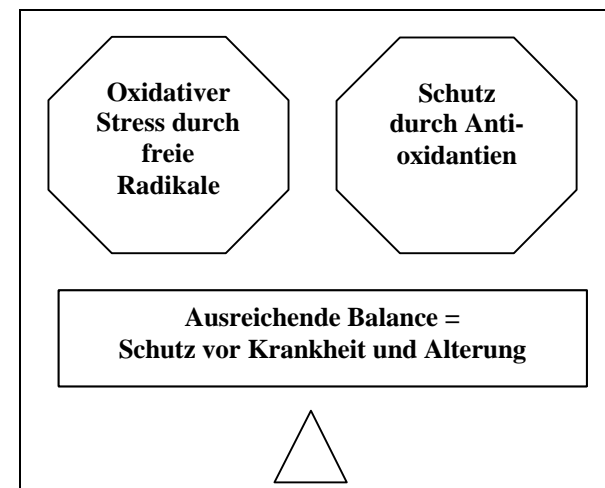 Oxidativer
Stress durch
freie
Radikale
Schutz
durch Anti-
oxidantien
Ausreichende Balance =
Schutz vor Krankheit und Alterung